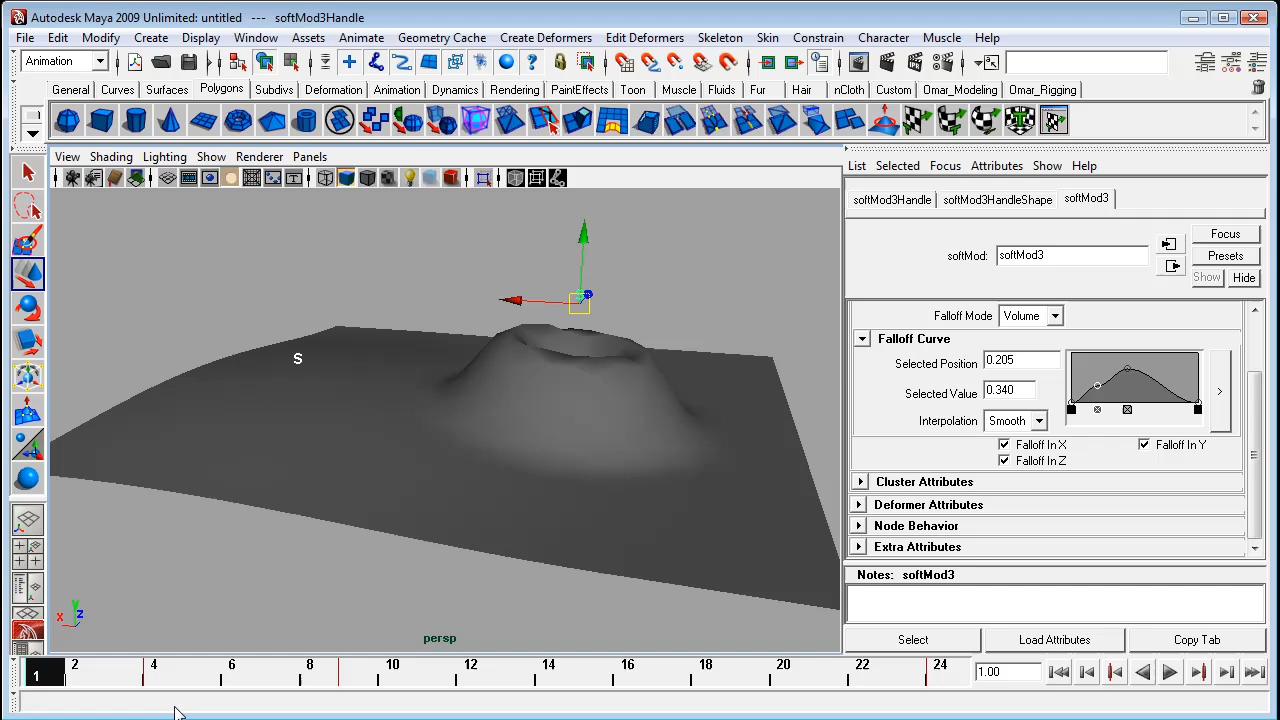 Autodesk Maya 2009 Unlimited: untitled --- softMod3Handle
File Edit Modify Create Display Window Assets Animate Geometry Cache Create Deformers Edit Deformers Skeleton Skin Constrain Character Muscle Help
Animation
General Curves Surfaces Polygons Subdivs Deformation Animation Dynamics Rendering PaintEffects Toon Muscle Fluids Fur Hair nCloth Custom Omar_Modeling Omar_Rigging
View Shading Lighting Show Renderer Panels
List Selected Focus Attributes Show Help
softMod3Handle softMod3HandleShape softMod3
Focus
softMod: softMod3
Presets
Show Hide
Falloff Mode Volume
Falloff Curve
Selected Position 0.205
Selected Value 0.340
>
Interpolation Smooth
Falloff In X Falloff In Y
Falloff In Z
Cluster Attributes
Deformer Attributes
Node Behavior
Extra Attributes
Notes: softMod3
Select Load Attributes Copy Tab
S
y
x z
persp
1 2 4 6 8 10 12 14 16 18 20 22 24
1.00